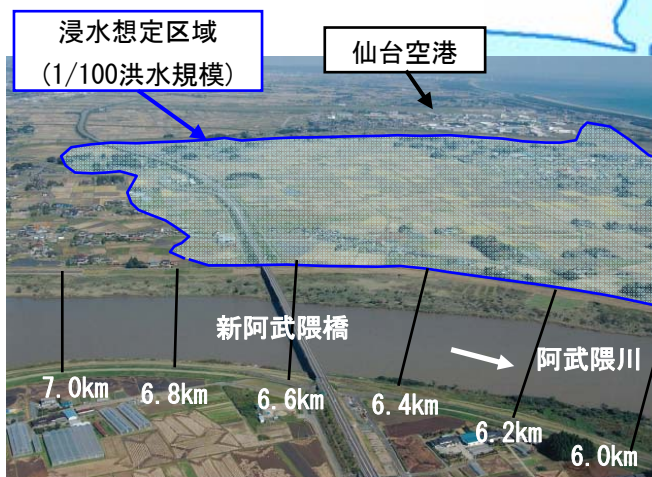 浸水想定区域
(1/100洪水規模)
仙台空港
新阿武隈橋
阿武隈川
7.0km
6.8km
6.6km
6.4km
6.2km
6.0km